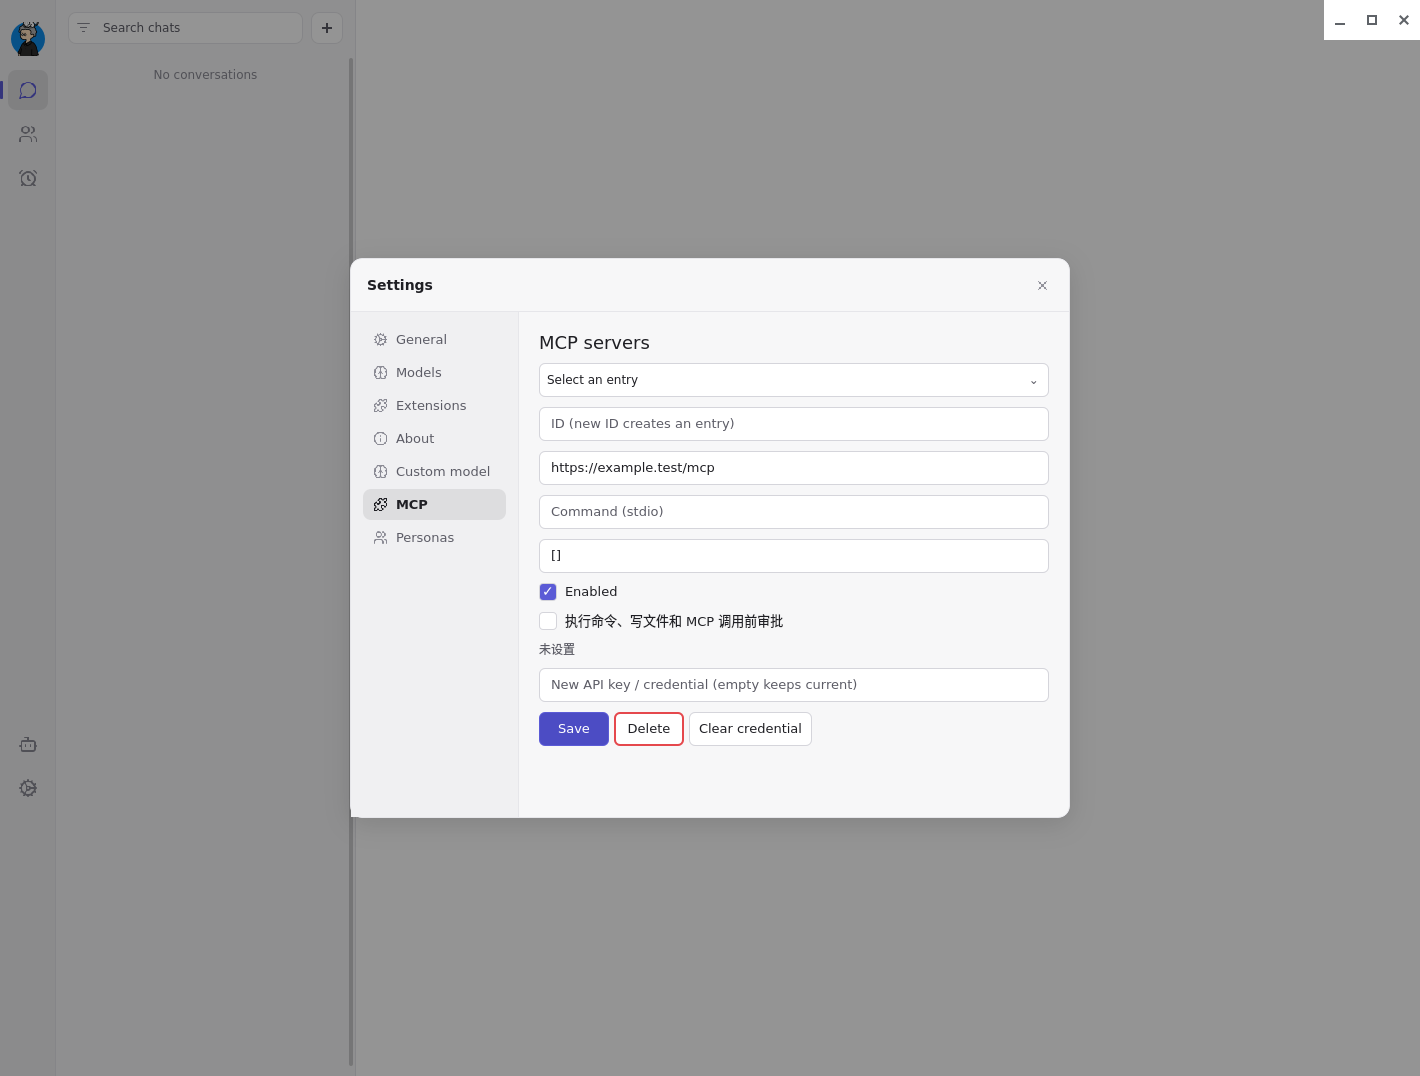 Search chats
No conversations
Settings
General
Models
Extensions
About
Custom model
MCP
Personas
MCP servers
Select an entry
ID (new ID creates an entry)
https://example.test/mcp
Command (stdio)
[]
Enabled
执行命令、写文件和 MCP 调用前审批
未设置
New API key / credential (empty keeps current)
Save Delete Clear credential